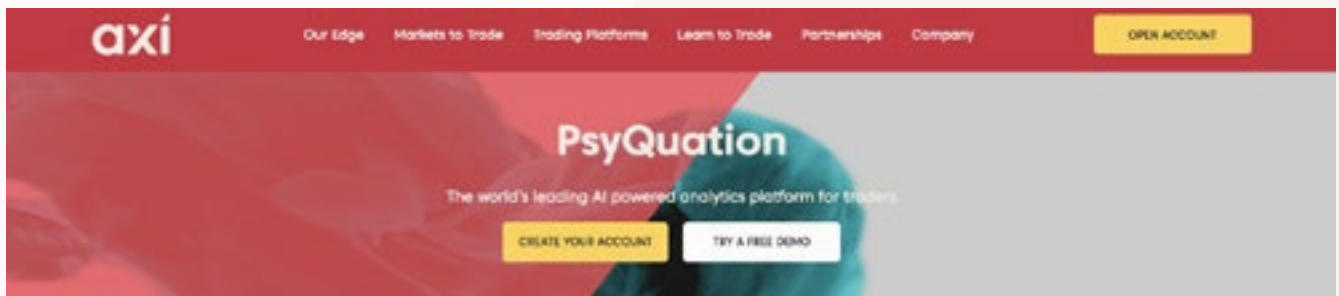 axi Our Edge Markets to Trade Trading Platforms Learn to Trade Partnerships Company OPEN ACCOUNT
PsyQuation
The world's leading AI powered analytics platform for traders
CREATE YOUR ACCOUNT TRY A FREE DEMO